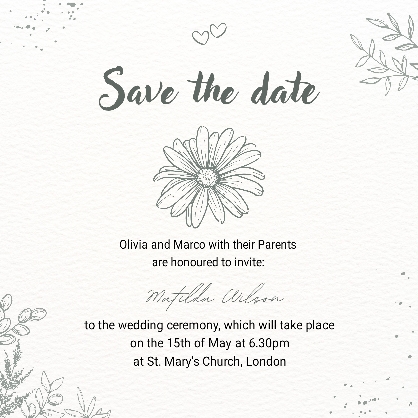 Save the date
Olivia and Marco with their Parents
are honoured to invite:
Matilda Wilson
to the wedding ceremony, which will take place
on the 15th of May at 6.30pm
at St. Mary's Church, London